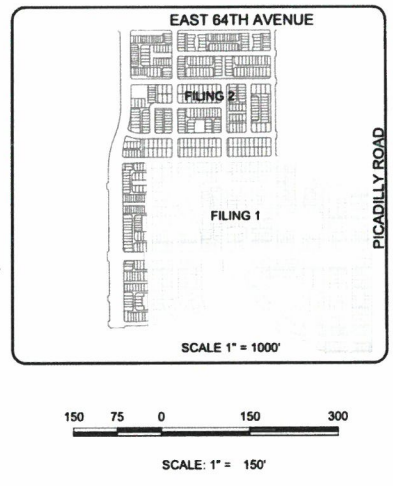 EAST 64TH AVENUE
FILING 2
PICADILLY ROAD
FILING 1
SCALE 1" = 1000'
150 75 0 150 300
SCALE: 1" = 150'